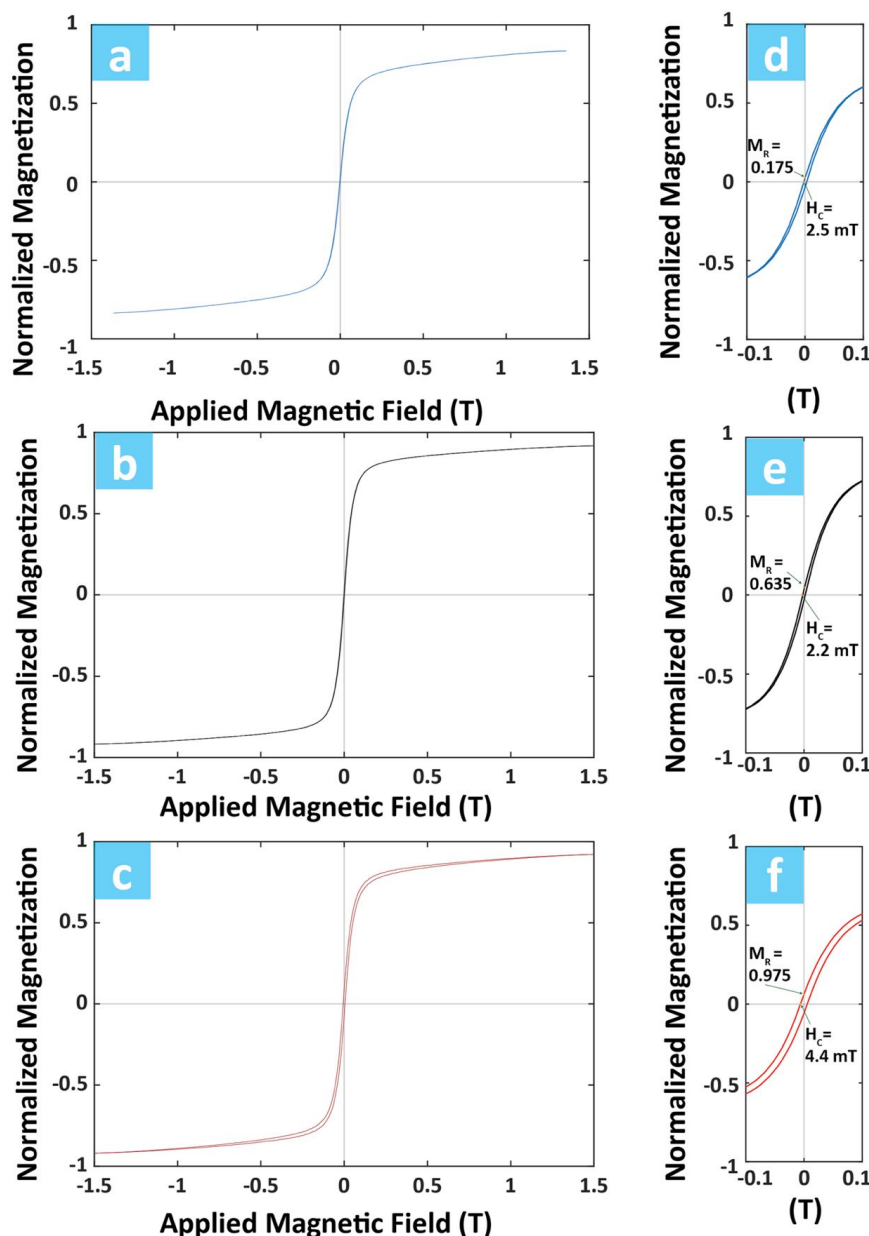 a
Normalized Magnetization
1
0.5
0
-0.5
-1
-1.5
-1
-0.5
0
0.5
1
1.5
Applied Magnetic Field (T)
d
Normalized Magnetization
1
0.5
0
-0.5
-1
M_R=
0.175
H_C=
2.5 mT
-0.1
0
0.1
(T)
b
Normalized Magnetization
1
0.5
0
-0.5
-1
-1.5
-1
-0.5
0
0.5
1
1.5
Applied Magnetic Field (T)
e
Normalized Magnetization
1
0.5
0
-0.5
-1
M_R=
0.635
H_C=
2.2 mT
-0.1
0
0.1
(T)
c
Normalized Magnetization
1
0.5
0
-0.5
-1
-1.5
-1
-0.5
0
0.5
1
1.5
Applied Magnetic Field (T)
f
Normalized Magnetization
1
0.5
0
-0.5
-1
M_R=
0.975
H_C=
4.4 mT
-0.1
0
0.1
(T)